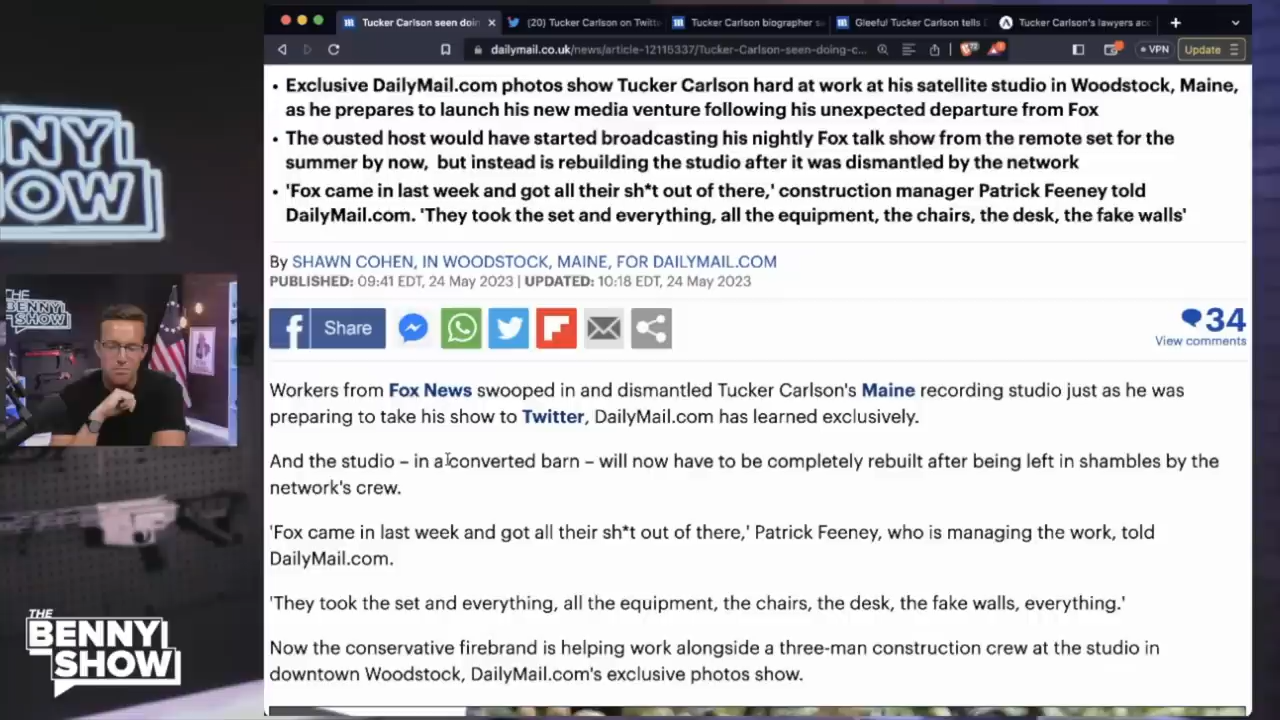 Tucker Carlson seen doin
(20) Tucker Carlson on Twitt
Tucker Carlson biographer s
Gleeful Tucker Carlson tells
Tucker Carlson's lawyers acc
dailymail.co.uk/news/article-12115337/Tucker-Carlson-seen-doing-c...
VPN
Update
• Exclusive DailyMail.com photos show Tucker Carlson hard at work at his satellite studio in Woodstock, Maine,
as he prepares to launch his new media venture following his unexpected departure from Fox
• The ousted host would have started broadcasting his nightly Fox talk show from the remote set for the
summer by now, but instead is rebuilding the studio after it was dismantled by the network
• 'Fox came in last week and got all their sh*t out of there,' construction manager Patrick Feeney told
DailyMail.com. 'They took the set and everything, all the equipment, the chairs, the desk, the fake walls'
By SHAWN COHEN, IN WOODSTOCK, MAINE, FOR DAILYMAIL.COM
PUBLISHED: 09:41 EDT, 24 May 2023 | UPDATED: 10:18 EDT, 24 May 2023
Share
34
View comments
Workers from Fox News swooped in and dismantled Tucker Carlson's Maine recording studio just as he was
preparing to take his show to Twitter, DailyMail.com has learned exclusively.
And the studio – in a converted barn – will now have to be completely rebuilt after being left in shambles by the
network's crew.
'Fox came in last week and got all their sh*t out of there,' Patrick Feeney, who is managing the work, told
DailyMail.com.
'They took the set and everything, all the equipment, the chairs, the desk, the fake walls, everything.'
Now the conservative firebrand is helping work alongside a three-man construction crew at the studio in
downtown Woodstock, DailyMail.com's exclusive photos show.
NNY
OW
THE
BENNY
SHOW
THE
BENNY
SHOW